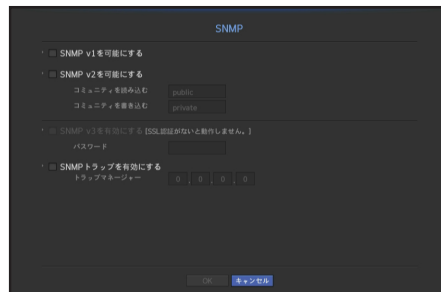 SNMP
SNMP v1を可能にする
SNMP v2を可能にする
コミュニティを読み込む public
コミュニティを書き込む private
SNMP v3を有効にする [SSL認証がないと動作しません。]
パスワード
SNMPトラップを有効にする
トラップマネージャー 0 . 0 . 0 . 0
OK キャンセル